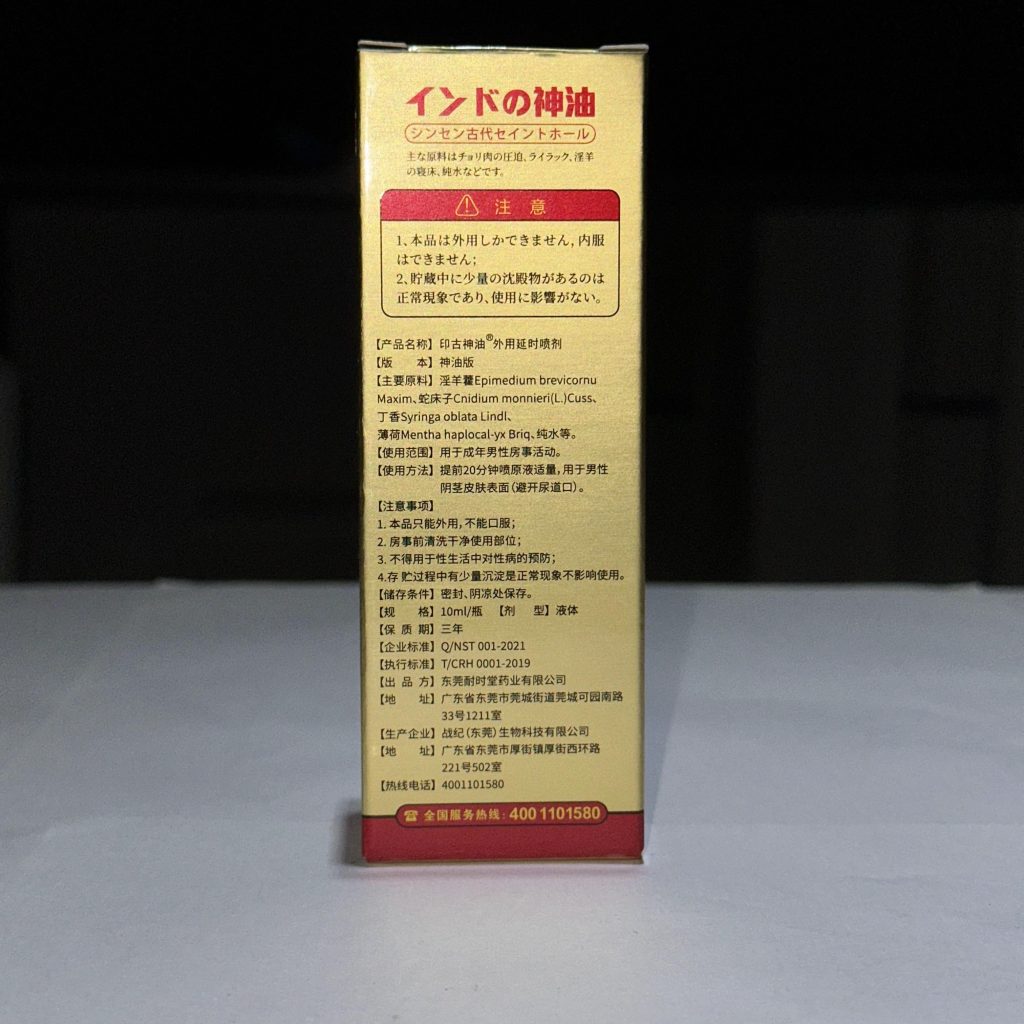 インドの神油
シンセン古代セイントホール
主な原料はチョリ肉の圧迫、ライラック、淫羊
の寝床、純水などです。
注 意
1、本品は外用しかできません, 内服
はできません;
2、貯蔵中に少量の沈殿物があるのは
正常現象であり、使用に影響がない。
【产品名称】印古神油®外用延时喷剂
【版 本】神油版
【主要原料】淫羊藿Epimedium brevicornu
Maxim、蛇床子Cnidium monnieri(L.)Cuss、
丁香Syringa oblata Lindl、
薄荷Mentha haplocal-yx Briq、纯水等。
【使用范围】用于成年男性房事活动。
【使用方法】提前20分钟喷原液适量, 用于男性
阴茎皮肤表面（避开尿道口）。
【注意事项】
1. 本品只能外用, 不能口服;
2. 房事前清洗干净使用部位;
3. 不得用于性生活中对性病的预防;
4.存 贮过程中有少量沉淀是正常现象不影响使用。
【储存条件】密封、阴凉处保存。
【规 格】10ml/瓶 【剂 型】液体
【保 质 期】三年
【企业标准】Q/NST 001-2021
【执行标准】T/CRH 0001-2019
【出 品 方】东莞耐时堂药业有限公司
【地 址】广东省东莞市莞城街道莞城可园南路
33号1211室
【生产企业】战纪（东莞）生物科技有限公司
【地 址】广东省东莞市厚街镇厚街西环路
221号502室
【热线电话】4001101580
☎ 全国服务热线: 400 1101580